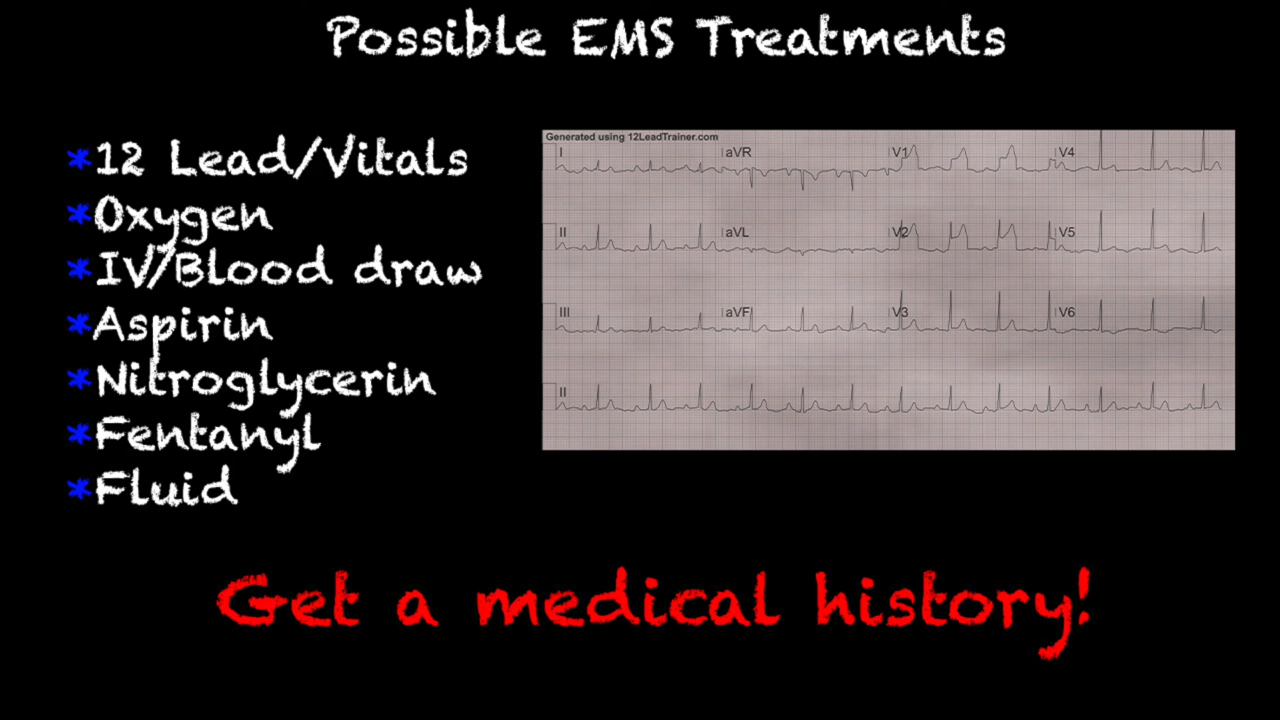 Possible EMS Treatments
*12 Lead/Vitals
*Oxygen
*IV/Blood draw
*Aspirin
*Nitroglycerin
*Fentanyl
*Fluid
Generated using 12LeadTrainer.com
I aVR V1 V4
II aVL V2 V5
III aVF V3 V6
II
Get a medical history!